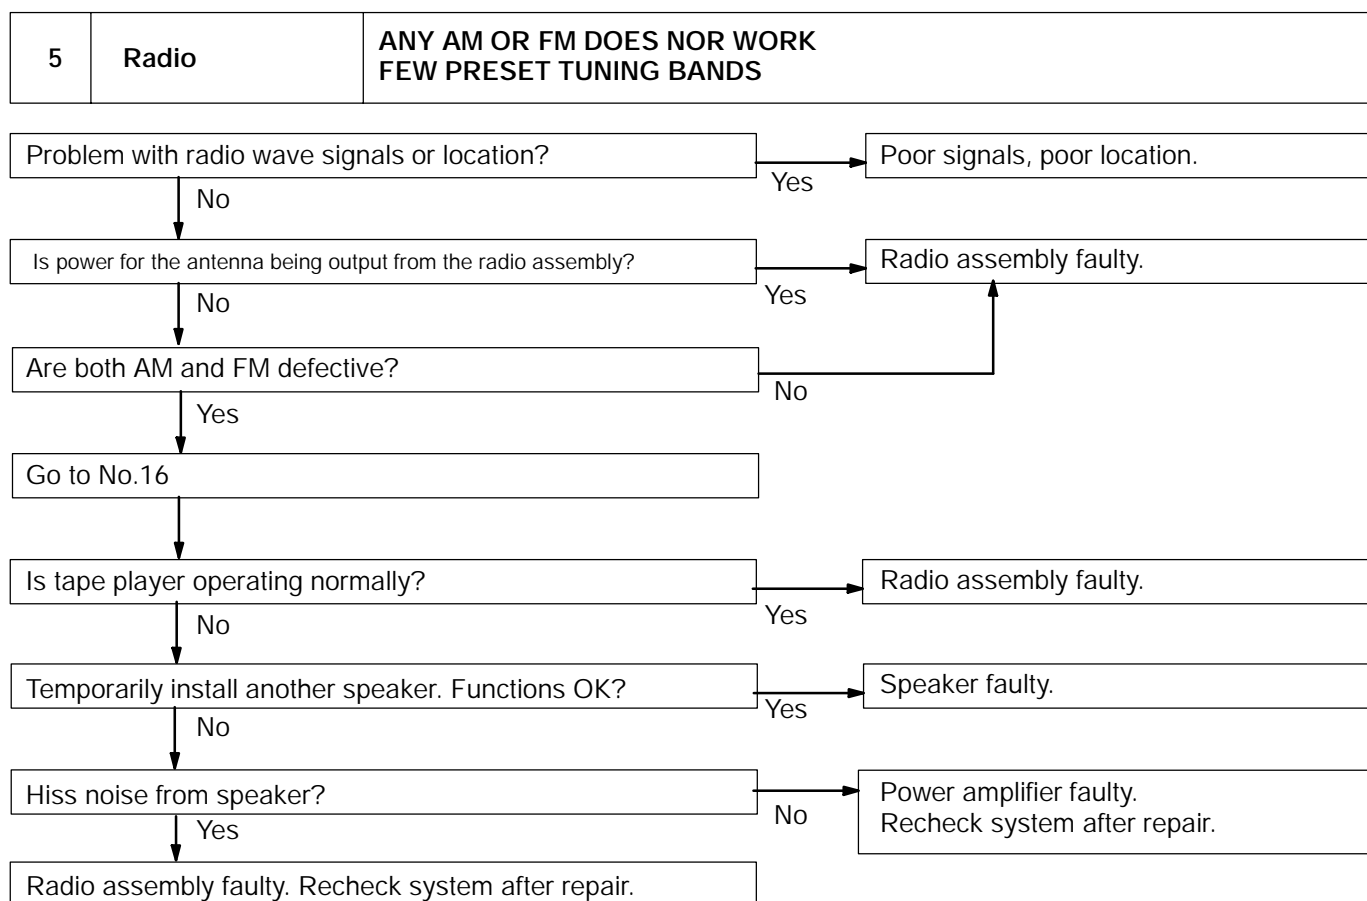 5
Radio
ANY AM OR FM DOES NOR WORK
FEW PRESET TUNING BANDS
Problem with radio wave signals or location?
Yes
Poor signals, poor location.
No
Is power for the antenna being output from the radio assembly?
Yes
Radio assembly faulty.
No
Are both AM and FM defective?
No
Yes
Go to No.16
Is tape player operating normally?
Yes
Radio assembly faulty.
No
Temporarily install another speaker. Functions OK?
Yes
Speaker faulty.
No
Hiss noise from speaker?
No
Power amplifier faulty.
Recheck system after repair.
Yes
Radio assembly faulty. Recheck system after repair.